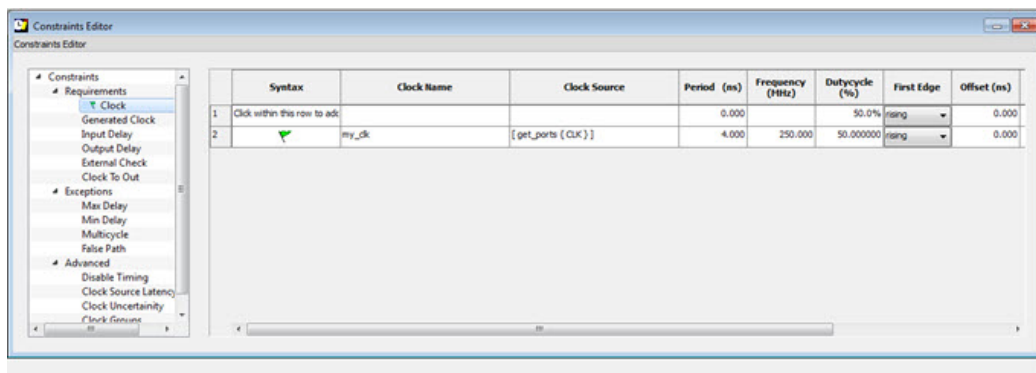 Constraints Editor
Constraints Editor
Constraints
Requirements
Clock
Generated Clock
Input Delay
Output Delay
External Check
Clock To Out
Exceptions
Max Delay
Min Delay
Multicycle
False Path
Advanced
Disable Timing
Clock Source Latency
Clock Uncertainity
Clock Groups
Syntax Clock Name Clock Source Period (ns) Frequency (MHz) Dutycycle (%) First Edge Offset (ns)
1 Click within this row to add 0.000 50.0% rising 0.000
2 my_clk [ get_ports { CLK } ] 4.000 250.000 50.000000 rising 0.000